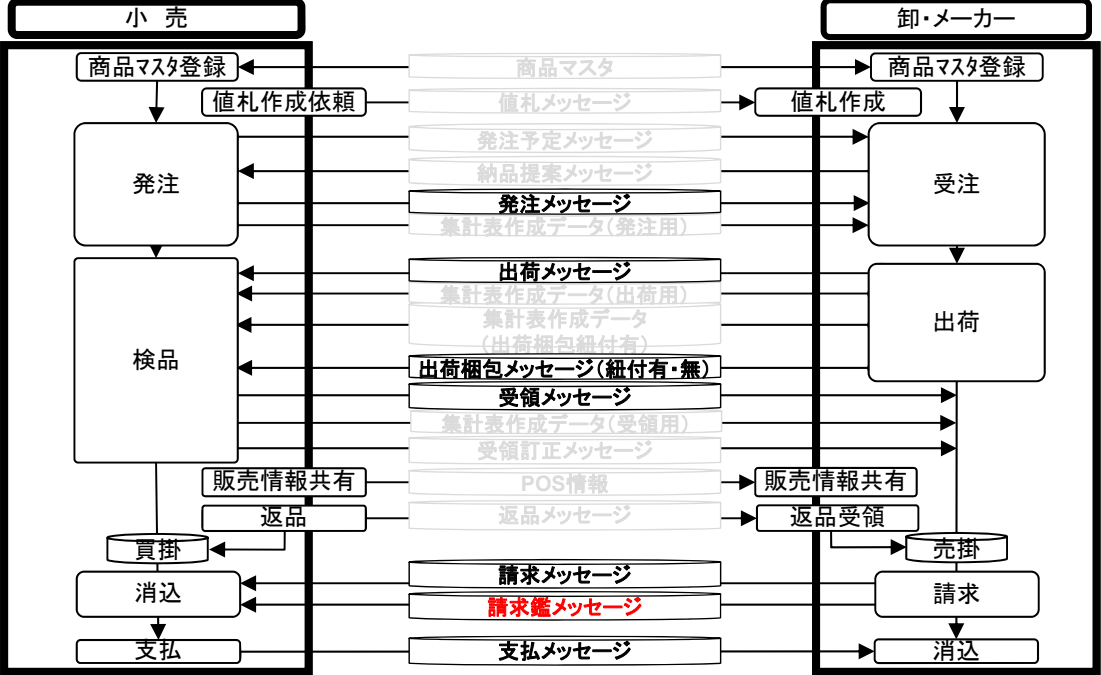 小　売
卸・メーカー
商品マスタ登録
商品マスタ
商品マスタ登録
値札作成依頼
値札メッセージ
値札作成
発注予定メッセージ
納品提案メッセージ
発注
受注
発注メッセージ
集計表作成データ（発注用）
出荷メッセージ
集計表作成データ（出荷用）
集計表作成データ
（出荷梱包紐付有）
出荷
検品
出荷梱包メッセージ（紐付有・無）
受領メッセージ
集計表作成データ（受領用）
受領訂正メッセージ
販売情報共有
POS情報
販売情報共有
返品
返品メッセージ
返品受領
買掛
売掛
請求メッセージ
消込
請求
請求鑑メッセージ
支払
支払メッセージ
消込